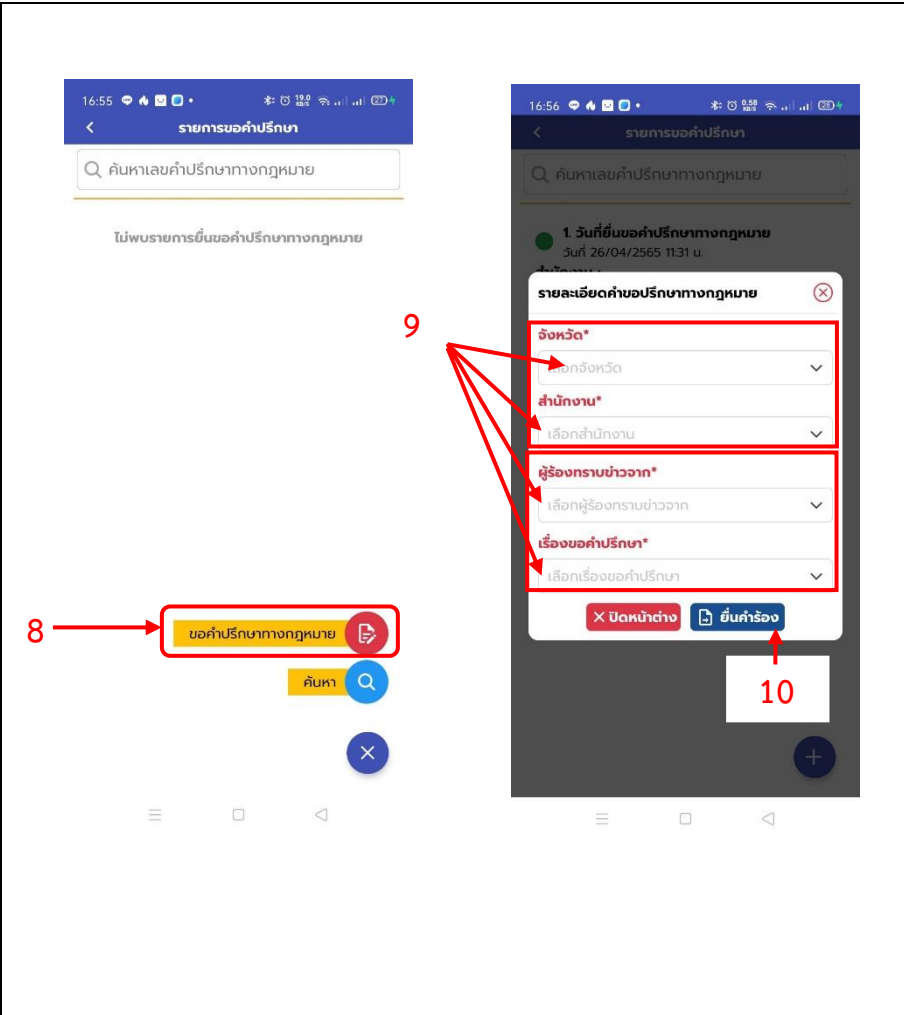 16:55
19.0
KB/S
27
รายการขอคำปรึกษา
ค้นหาเลขคำปรึกษาทางกฎหมาย
ไม่พบรายการยื่นขอคำปรึกษาทางกฎหมาย
8
ขอคำปรึกษาทางกฎหมาย
ค้นหา
16:56
0.58
KB/S
รายการขอคำปรึกษา
ค้นหาเลขคำปรึกษาทางกฎหมาย
1. วันที่ยื่นขอคำปรึกษาทางกฎหมาย
วันที่ 26/04/2565 11:31 น.
สำนักงาน :
รายละเอียดคำขอปรึกษาทางกฎหมาย
9
จังหวัด*
เลือกจังหวัด
สำนักงาน*
เลือกสำนักงาน
ผู้ร้องทราบข่าวจาก*
เลือกผู้ร้องทราบข่าวจาก
เรื่องขอคำปรึกษา*
เลือกเรื่องขอคำปรึกษา
ปิดหน้าต่าง
ยื่นคำร้อง
10